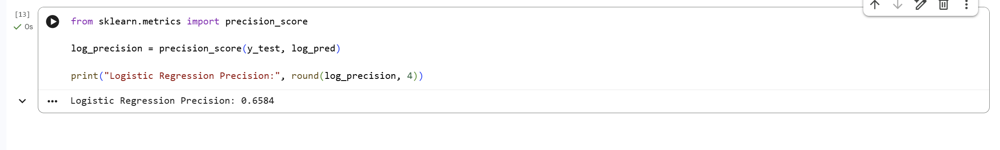 [13]
0s
from sklearn.metrics import precision_score
log_precision = precision_score(y_test, log_pred)
print("Logistic Regression Precision:", round(log_precision, 4))
Logistic Regression Precision: 0.6584